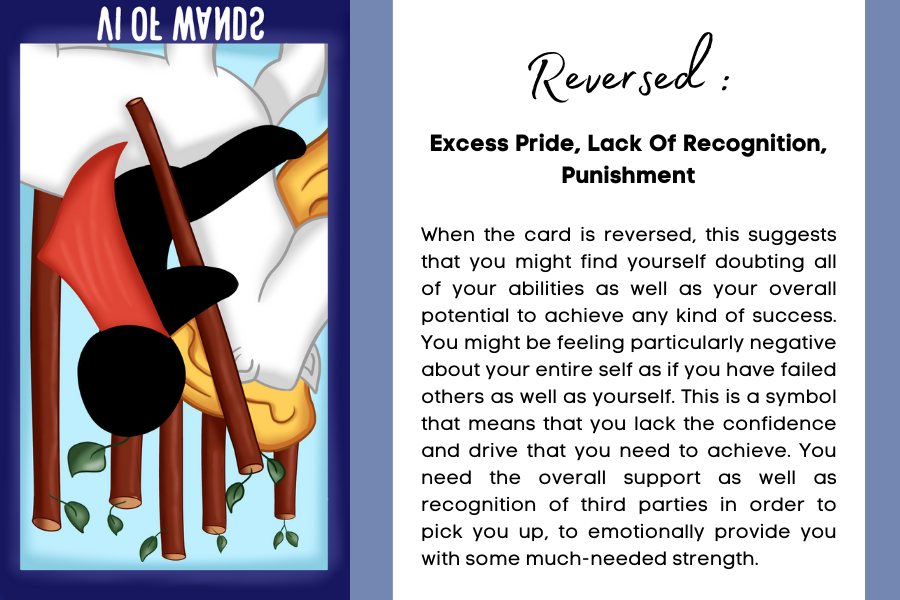 VI OF WANDS
Reversed :
Excess Pride, Lack Of Recognition,
Punishment
When the card is reversed, this suggests
that you might find yourself doubting all
of your abilities as well as your overall
potential to achieve any kind of success.
You might be feeling particularly negative
about your entire self as if you have failed
others as well as yourself. This is a symbol
that means that you lack the confidence
and drive that you need to achieve. You
need the overall support as well as
recognition of third parties in order to
pick you up, to emotionally provide you
with some much-needed strength.